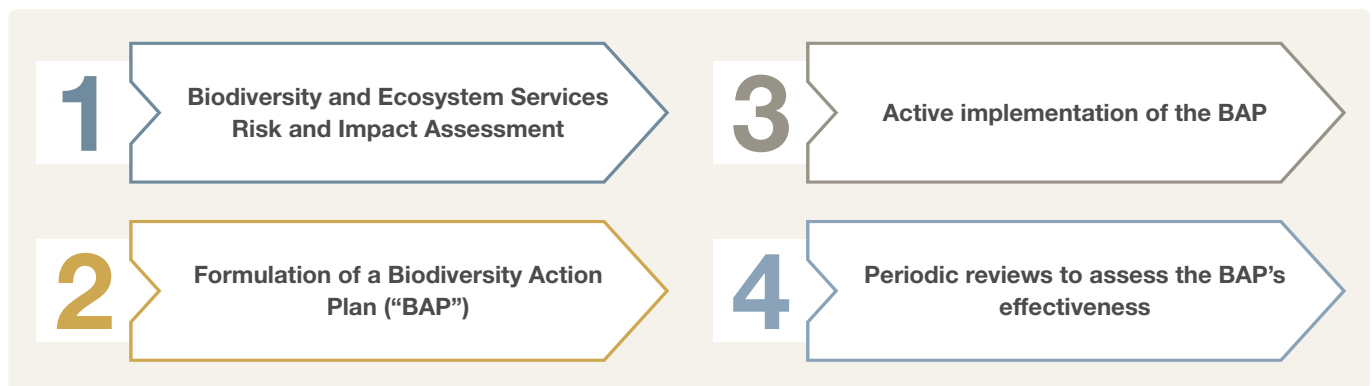 1
Biodiversity and Ecosystem Services
Risk and Impact Assessment
2
Formulation of a Biodiversity Action
Plan (“BAP”)
3
Active implementation of the BAP
4
Periodic reviews to assess the BAP’s
effectiveness